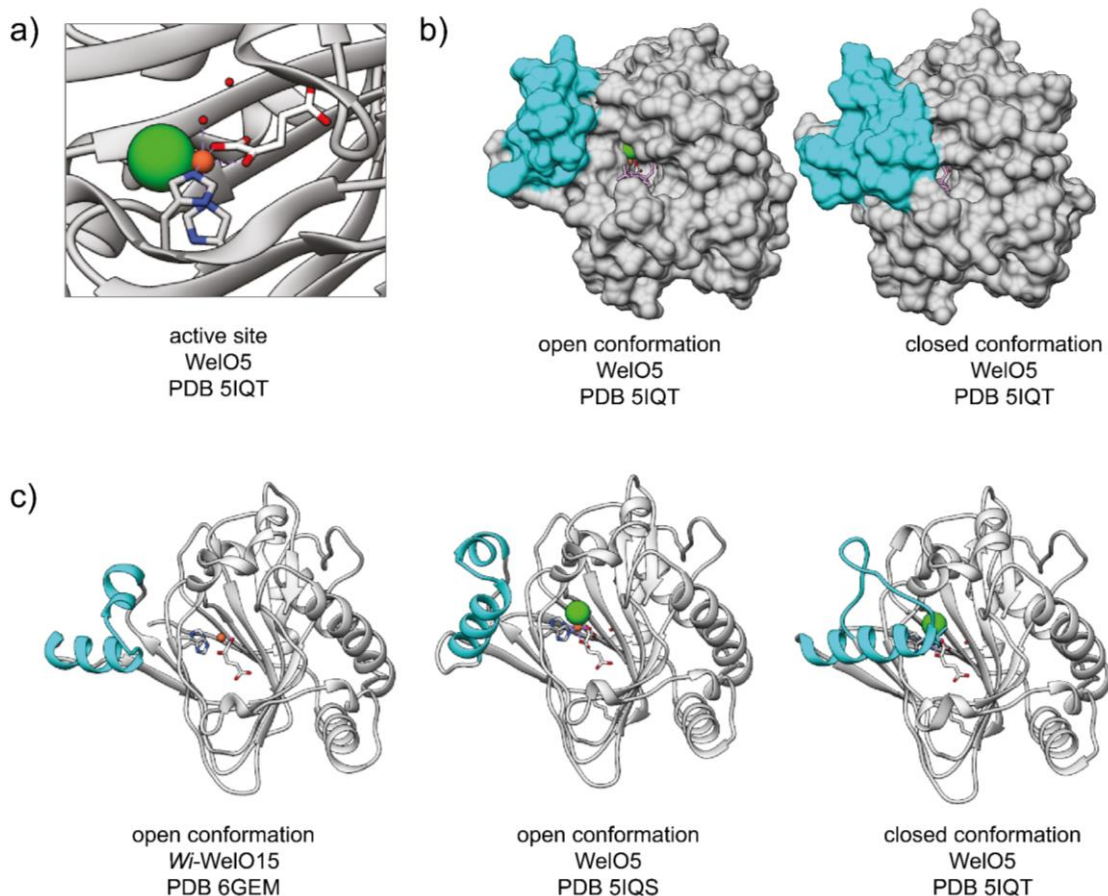 a)
active site
WelO5
PDB 5IQT
b)
open conformation
WelO5
PDB 5IQT
closed conformation
WelO5
PDB 5IQT
c)
open conformation
Wi-WelO15
PDB 6GEM
open conformation
WelO5
PDB 5IQS
closed conformation
WelO5
PDB 5IQT